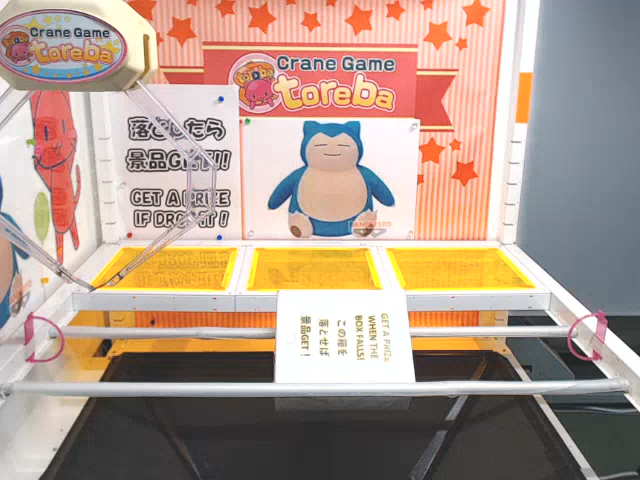 Crane Game
toreba
Crane Game
toreba
落としたら
景品GET!!
GET A PRIZE
IF DROP IT!
GET A PRIZE
WHEN THE
BOX FALLS!
この箱を
落とせば
景品GET!